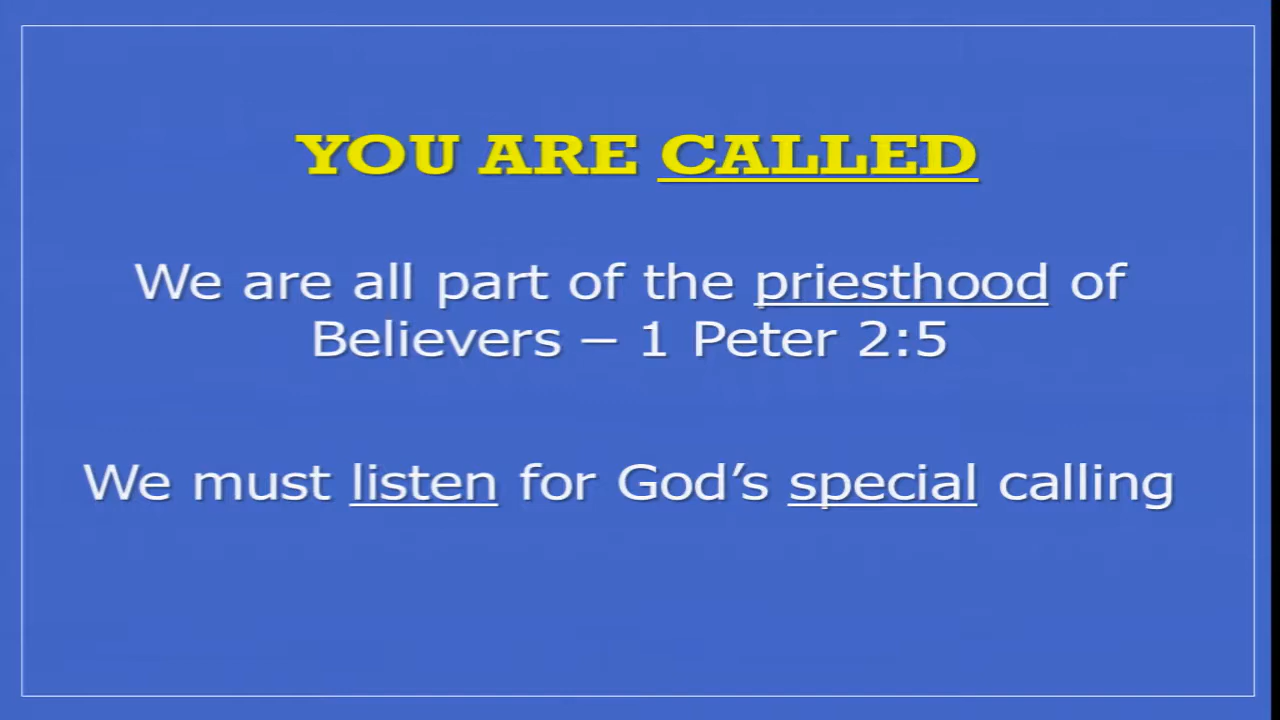 YOU ARE CALLED
We are all part of the priesthood of
Believers – 1 Peter 2:5
We must listen for God’s special calling